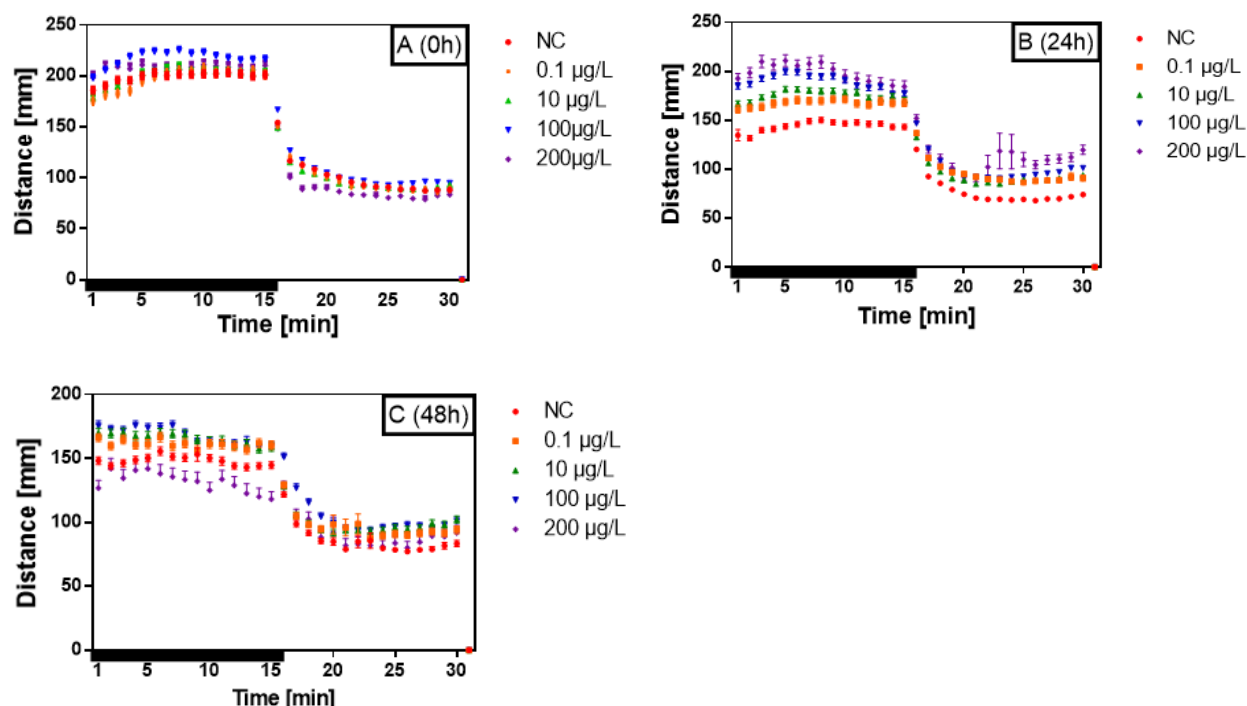 250
200
150
100
50
0
Distance [mm]
A (0h)
1 5 10 15 20 25 30
Time [min]
NC
0.1 µg/L
10 µg/L
100µg/L
200µg/L
250
200
150
100
50
0
Distance [mm]
B (24h)
1 5 10 15 20 25 30
Time [min]
NC
0.1 µg/L
10 µg/L
100 µg/L
200 µg/L
200
150
100
50
0
Distance [mm]
C (48h)
1 5 10 15 20 25 30
Time [min]
NC
0.1 µg/L
10 µg/L
100 µg/L
200 µg/L